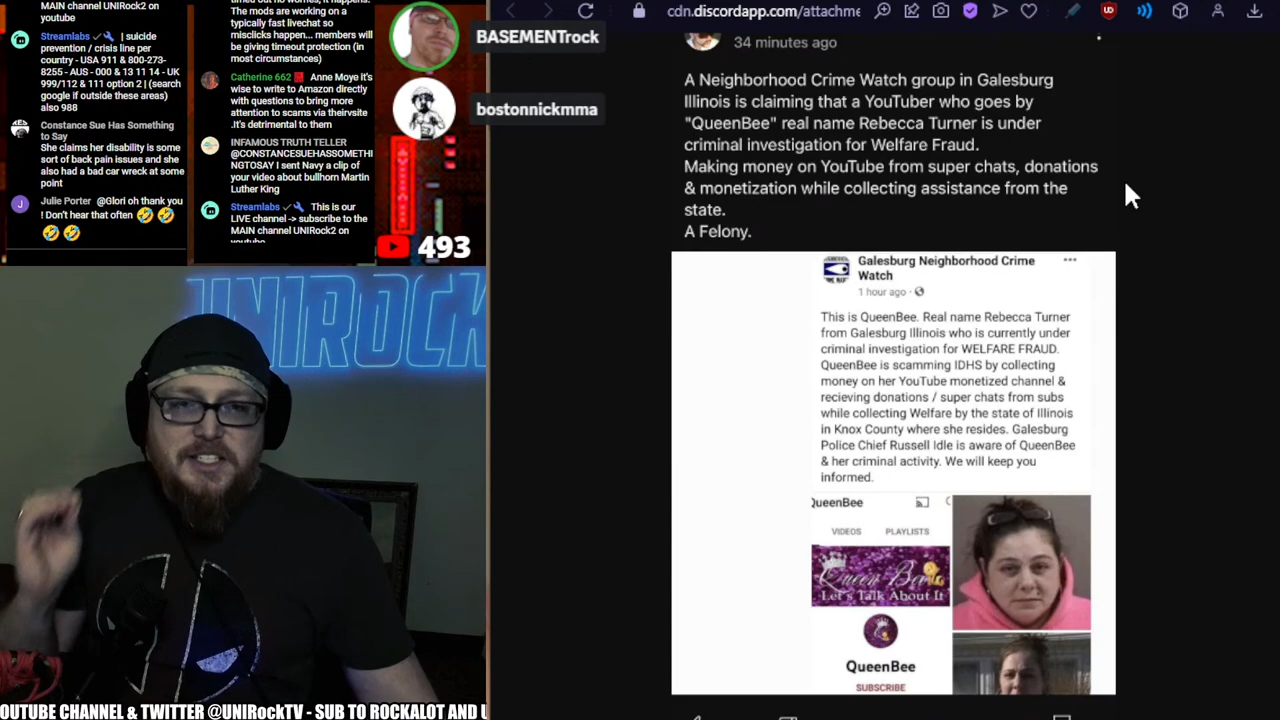 MAIN channel UNIRock2 on
youtube
Streamlabs | suicide
prevention / crisis line per
country - USA 911 & 800-273-
8255 - AUS - 000 & 13 11 14 - UK
999/112 & 111 option 2 | (search
google if outside these areas)
also 988
Constance Sue Has Something
to Say
She claims her disability is some
sort of back pain issues and she
also had a bad car wreck at some
point
Julie Porter @Glori oh thank you
! Don't hear that often
timed out no worries, it happens.
The mods are working on a
typically fast livechat so
misclicks happen... members
will be giving timeout protection (in
most circumstances)
Catherine 662 Anne Moye it's
wise to write to Amazon directly
with questions to bring more
attention to scams via theirvsite
.It's detrimental to them
INFAMOUS TRUTH TELLER
@CONSTANCESUEHASSOMETHI
NGTOSAY I sent Navy a clip of
your video about bullhorn Martin
Luther King
Streamlabs This is our
LIVE channel -> subscribe to the
MAIN channel UNIRock2 on
youtube
BASEMENTrock
bostonnickmma
493
UNIROCK
OUTUBE CHANNEL & TWITTER @UNIRockTV - SUB TO ROCKALOT AND U
cdn.discordapp.com/attachme
34 minutes ago
A Neighborhood Crime Watch group in Galesburg
Illinois is claiming that a YouTuber who goes by
"QueenBee" real name Rebecca Turner is under
criminal investigation for Welfare Fraud.
Making money on YouTube from super chats, donations
& monetization while collecting assistance from the
state.
A Felony.
Galesburg Neighborhood Crime
Watch
1 hour ago
This is QueenBee. Real name Rebecca Turner
from Galesburg Illinois who is currently under
criminal investigation for WELFARE FRAUD.
QueenBee is scamming IDHS by collecting
money on her YouTube monetized channel &
recieving donations / super chats from subs
while collecting Welfare by the state of Illinois
in Knox County where she resides. Galesburg
Police Chief Russell Idle is aware of QueenBee
& her criminal activity. We will keep you
informed.
QueenBee
VIDEOS PLAYLISTS
Queen Bee
Let's Talk About It
QueenBee
SUBSCRIBE